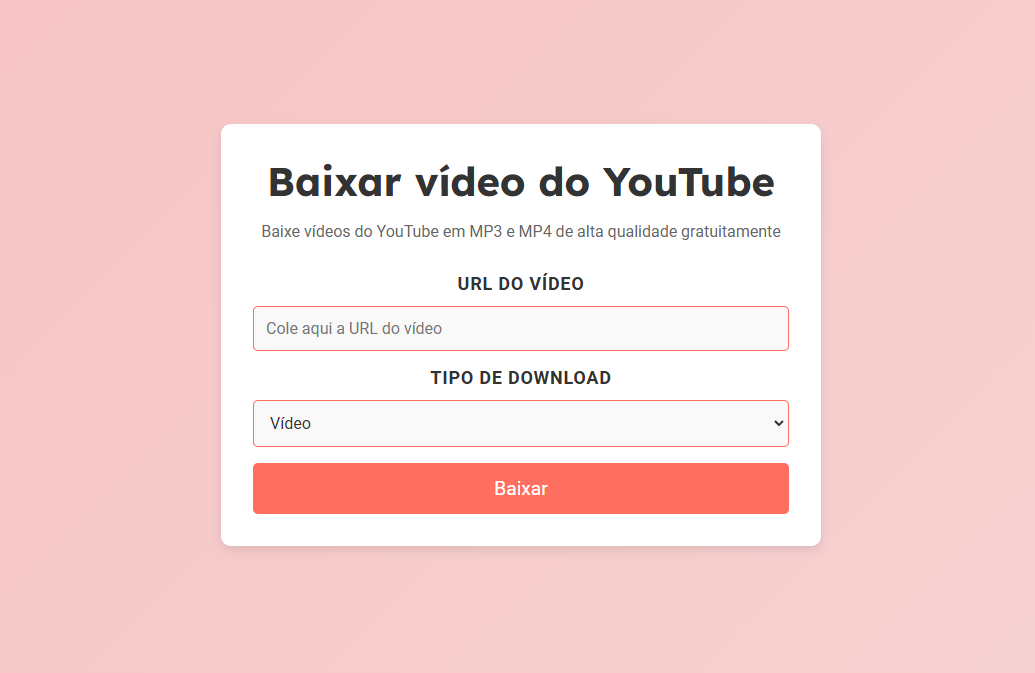 Baixar vídeo do YouTube
Baixe vídeos do YouTube em MP3 e MP4 de alta qualidade gratuitamente
URL DO VÍDEO
Cole aqui a URL do vídeo
TIPO DE DOWNLOAD
Vídeo
Baixar